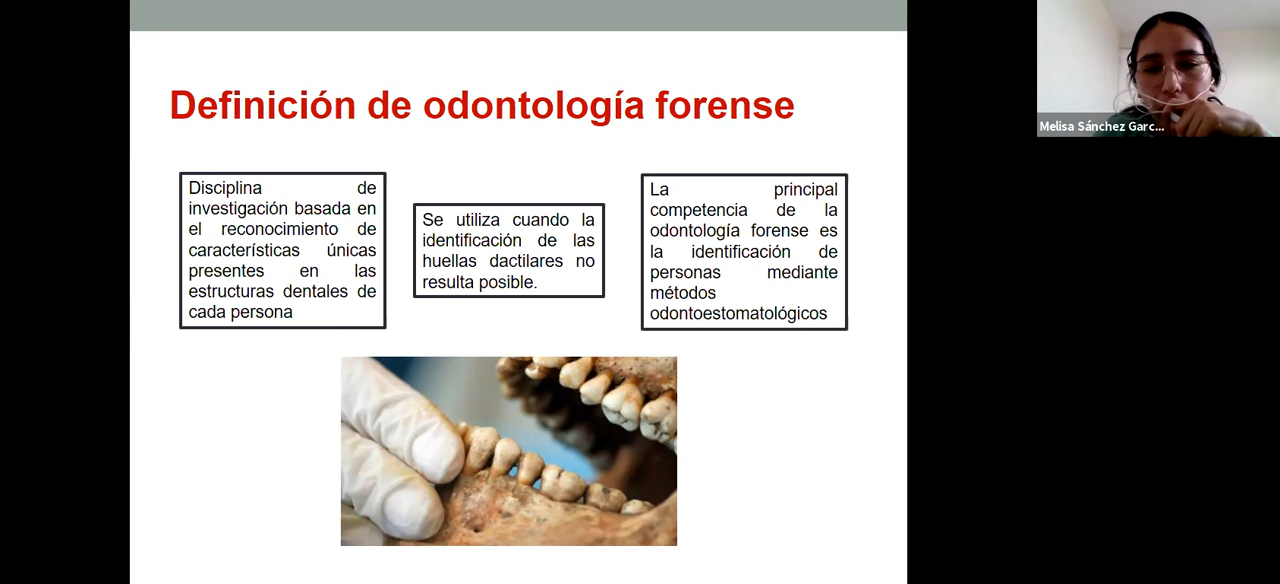 Definición de odontología forense
Disciplina de
investigación basada en
el reconocimiento de
características únicas
presentes en las
estructuras dentales de
cada persona
Se utiliza cuando la
identificación de las
huellas dactilares no
resulta posible.
La principal
competencia de la
odontología forense es
la identificación de
personas mediante
métodos
odontoestomatológicos
Melisa Sánchez Garc...